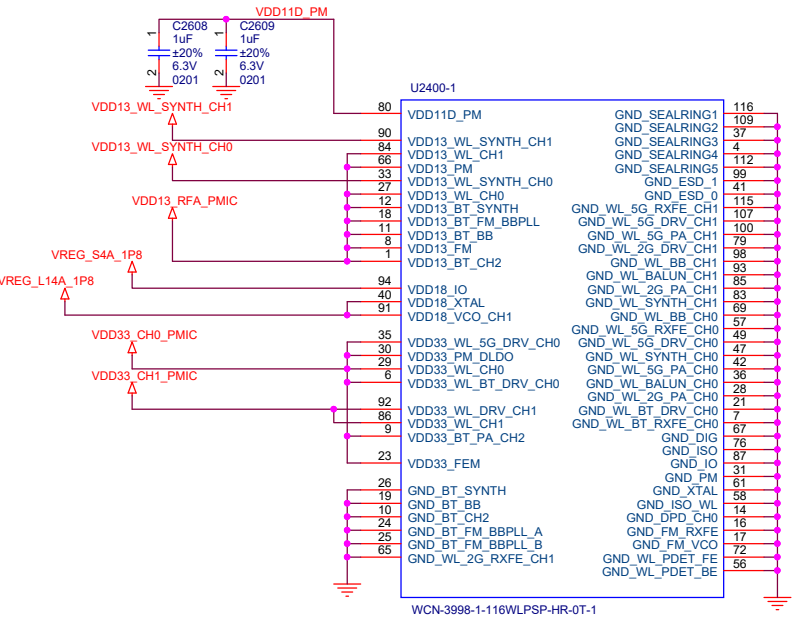 VDD11D_PM
C2608
1uF
±20%
6.3V
0201
1
2
C2609
1uF
±20%
6.3V
0201
1
2
VDD13_WL_SYNTH_CH1
VDD13_WL_SYNTH_CH0
VDD13_RFA_PMIC
VREG_S4A_1P8
VREG_L14A_1P8
VDD33_CH0_PMIC
VDD33_CH1_PMIC
U2400-1
80 VDD11D_PM
90 VDD13_WL_SYNTH_CH1
84 VDD13_WL_CH1
66 VDD13_PM
33 VDD13_WL_SYNTH_CH0
27 VDD13_WL_CH0
12 VDD13_BT_SYNTH
18 VDD13_BT_FM_BBPLL
11 VDD13_BT_BB
8 VDD13_FM
1 VDD13_BT_CH2
94 VDD18_IO
40 VDD18_XTAL
91 VDD18_VCO_CH1
35 VDD33_WL_5G_DRV_CH0
30 VDD33_PM_DLDO
29 VDD33_WL_CH0
6 VDD33_WL_BT_DRV_CH0
92 VDD33_WL_DRV_CH1
86 VDD33_WL_CH1
9 VDD33_BT_PA_CH2
23 VDD33_FEM
26 GND_BT_SYNTH
19 GND_BT_BB
10 GND_BT_CH2
24 GND_BT_FM_BBPLL_A
25 GND_BT_FM_BBPLL_B
65 GND_WL_2G_RXFE_CH1
GND_SEALRING1 116
GND_SEALRING2 109
GND_SEALRING3 37
GND_SEALRING4 4
GND_SEALRING5 112
GND_ESD_1 99
GND_ESD_0 41
GND_WL_5G_RXFE_CH1 115
GND_WL_5G_DRV_CH1 107
GND_WL_5G_PA_CH1 100
GND_WL_2G_DRV_CH1 79
GND_WL_BB_CH1 98
GND_WL_BALUN_CH1 93
GND_WL_2G_PA_CH1 85
GND_WL_SYNTH_CH1 83
GND_WL_BB_CH0 69
GND_WL_5G_RXFE_CH0 57
GND_WL_5G_DRV_CH0 49
GND_WL_SYNTH_CH0 47
GND_WL_5G_PA_CH0 42
GND_WL_BALUN_CH0 36
GND_WL_2G_PA_CH0 28
GND_WL_BT_DRV_CH0 21
GND_WL_BT_RXFE_CH0 7
GND_DIG 67
GND_ISO 76
GND_IO 87
GND_PM 31
GND_XTAL 61
GND_ISO_WL 58
GND_DPD_CH0 14
GND_FM_RXFE 16
GND_FM_VCO 17
GND_WL_PDET_FE 72
GND_WL_PDET_BE 56
WCN-3998-1-116WLPSP-HR-0T-1